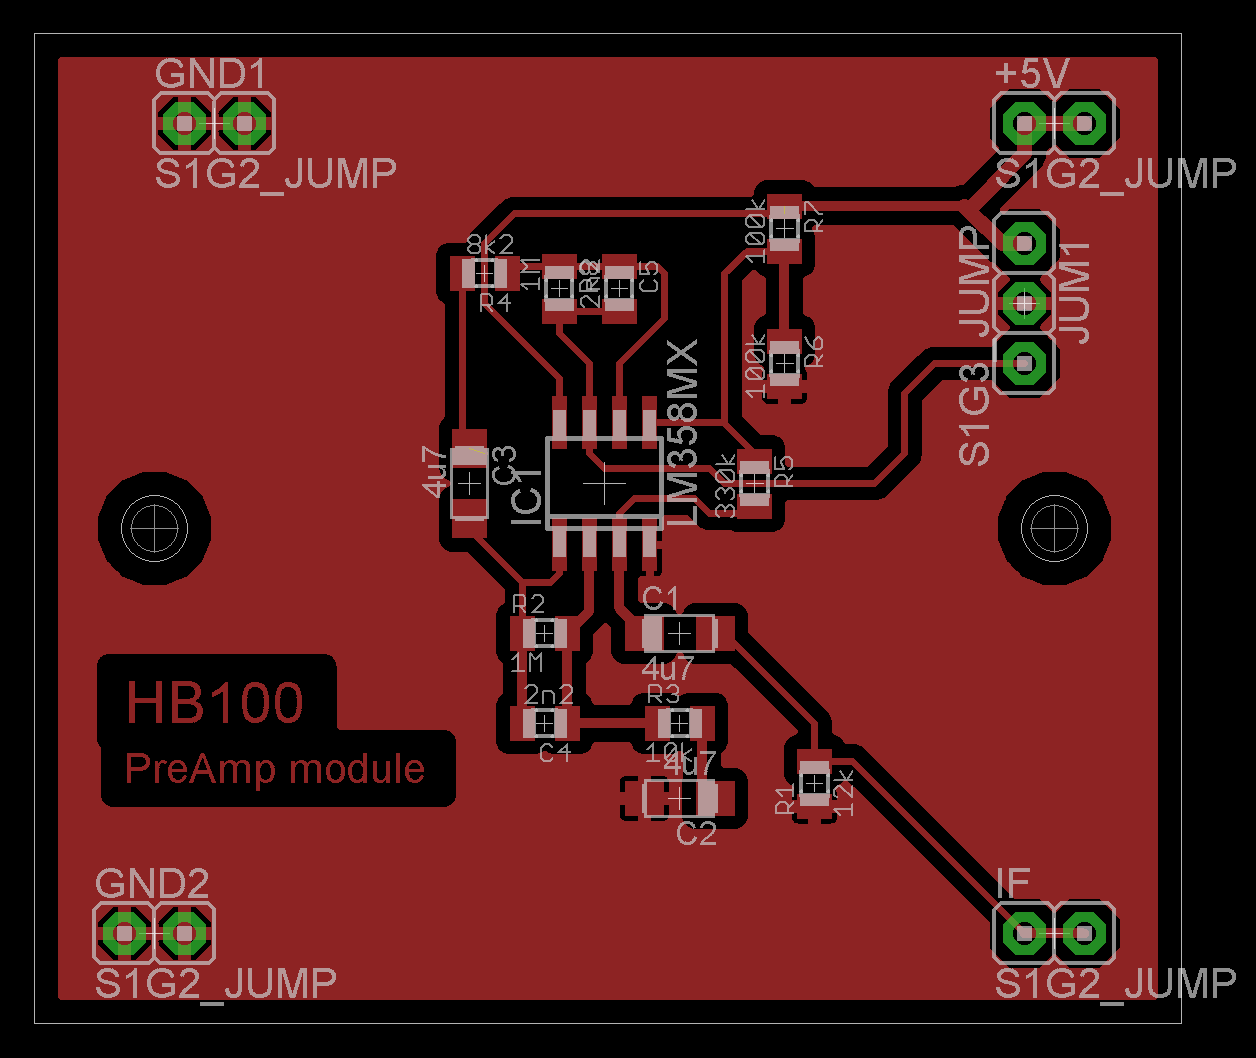 GND1
+5V
S1G2_JUMP
S1G2_JUMP
100k
R7
8k2
R4
1M
2n2
C5
JUMP
JUM1
S1G3
100k
R6
LM358MX
IC1
4u7
C3
330k
R5
R2
1M
C1
4u7
HB100
PreAmp module
2n2
C4
R3
10k
4u7
C2
R1
12k
GND2
IF
S1G2_JUMP
S1G2_JUMP